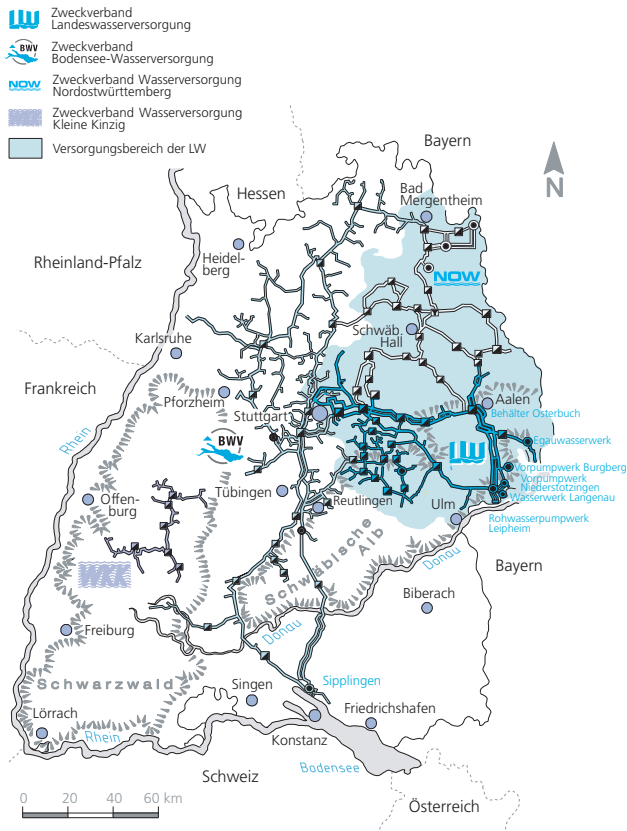 LW
Zweckverband
Landeswasserversorgung
BWV
Zweckverband
Bodensee-Wasserversorgung
NOW
Zweckverband Wasserversorgung
Nordostwürttemberg
WKK
Zweckverband Wasserversorgung
Kleine Kinzig
Versorgungsbereich der LW
Bayern
N
Hessen
Bad
Mergentheim
Heidel-
berg
Rheinland-Pfalz
NOW
Schwäb.
Hall
Karlsruhe
Frankreich
Pforzheim
Aalen
Behälter Osterbuch
Stuttgart
Rhein
BWV
LW
Egauwasserwerk
Vorpumpwerk Burgberg
Vorpumpwerk
Niederstotzingen
Wasserwerk Langenau
Tübingen
Offen-
burg
Reutlingen
Ulm
Rohwasserpumpwerk
Leipheim
Schwäbische
Alb
Donau
Bayern
WKK
Biberach
Freiburg
Donau
Schwarzwald
Sipplingen
Singen
Friedrichshafen
Lörrach
Rhein
Konstanz
Bodensee
Schweiz
Österreich
0 20 40 60 km